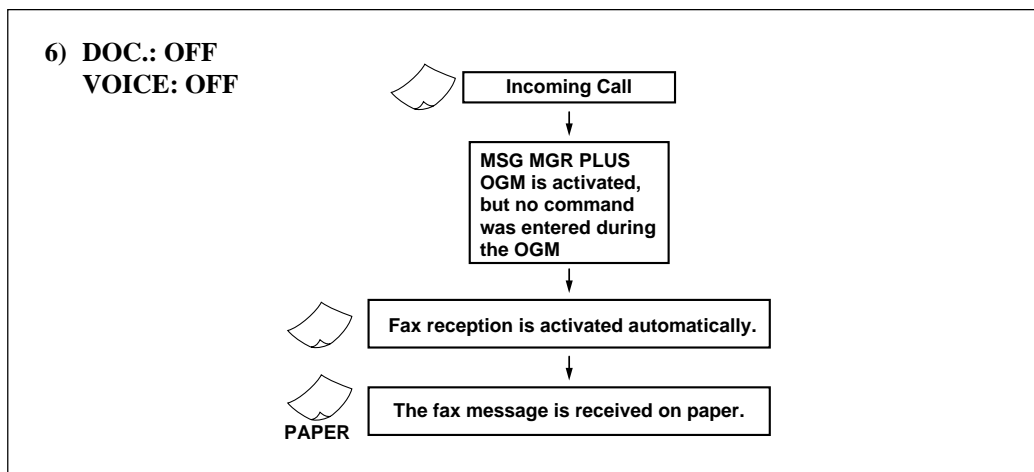 6) DOC.: OFF
VOICE: OFF
Incoming Call
MSG MGR PLUS
OGM is activated,
but no command
was entered during
the OGM
Fax reception is activated automatically.
The fax message is received on paper.
PAPER